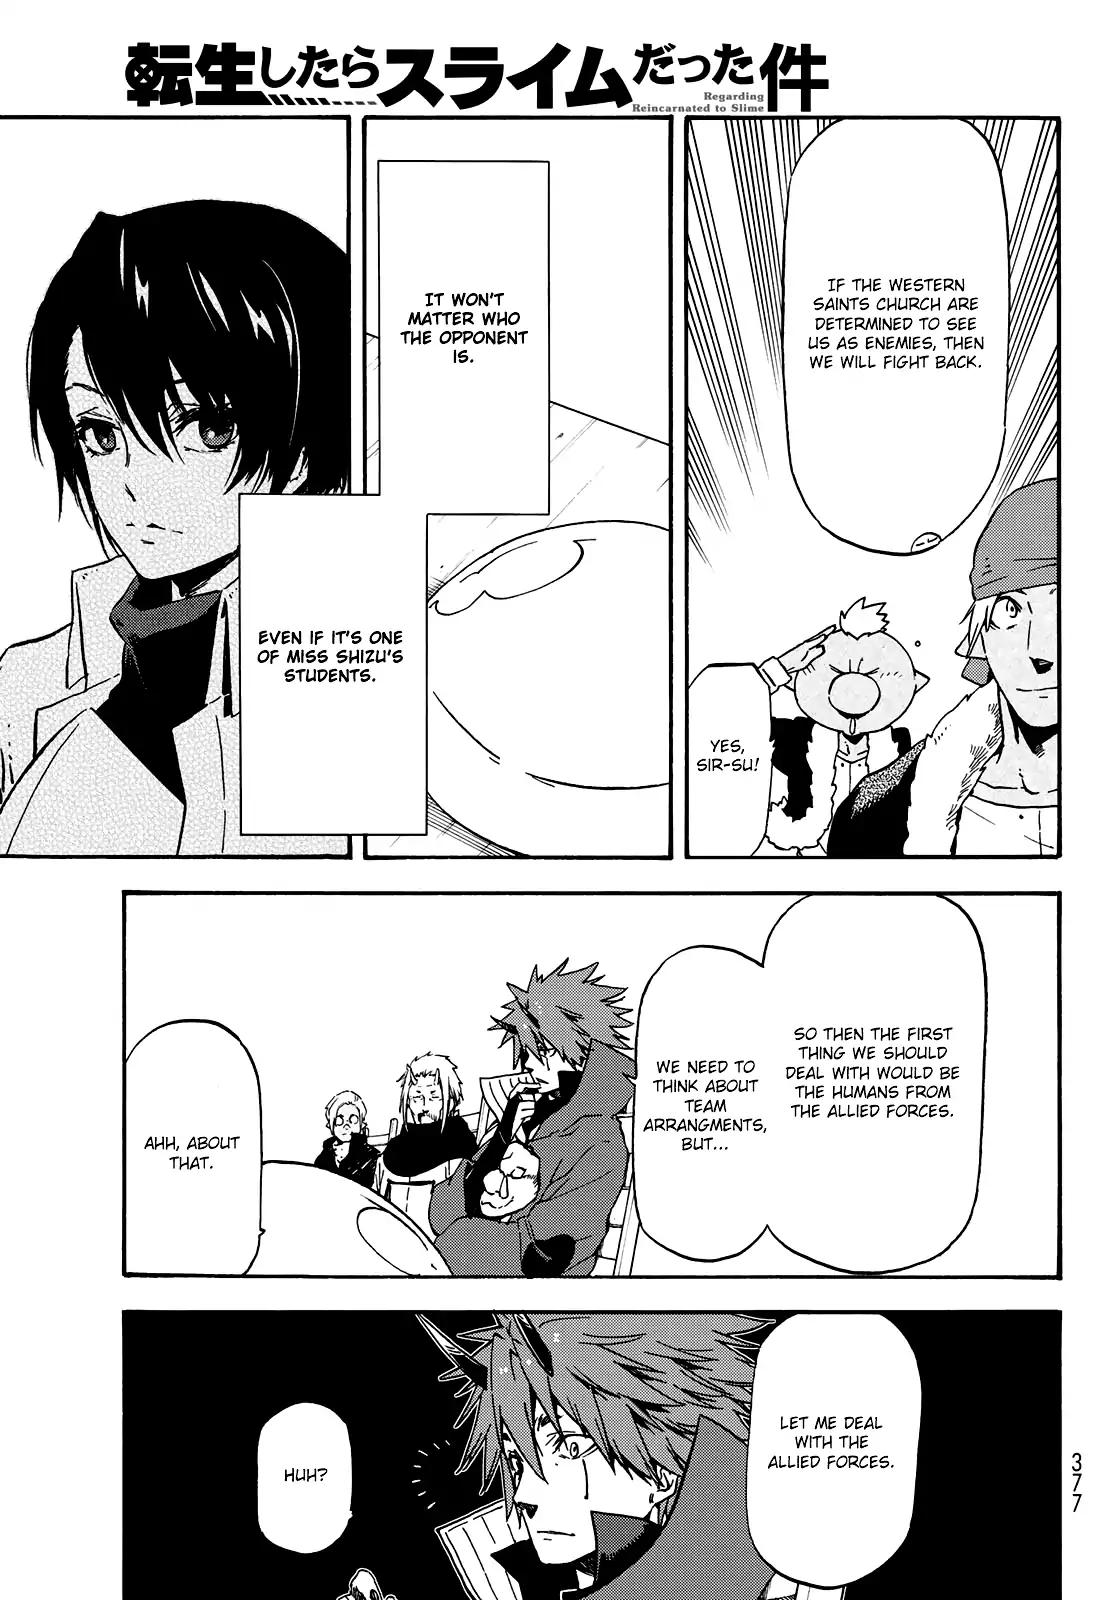 転生したらスライムだった件
Regarding
Reincarnated to Slime
IF THE WESTERN
SAINTS CHURCH ARE
DETERMINED TO SEE
US AS ENEMIES, THEN
WE WILL FIGHT BACK.
YES,
SIR-SU!
IT WON'T
MATTER WHO
THE OPPONENT
IS.
EVEN IF IT'S ONE
OF MISS SHIZU'S
STUDENTS.
SO THEN THE FIRST
THING WE SHOULD
DEAL WITH WOULD BE
THE HUMANS FROM
THE ALLIED FORCES.
WE NEED TO
THINK ABOUT
TEAM
ARRANGMENTS,
BUT...
AHH, ABOUT
THAT.
LET ME DEAL
WITH THE
ALLIED FORCES.
HUH?
377